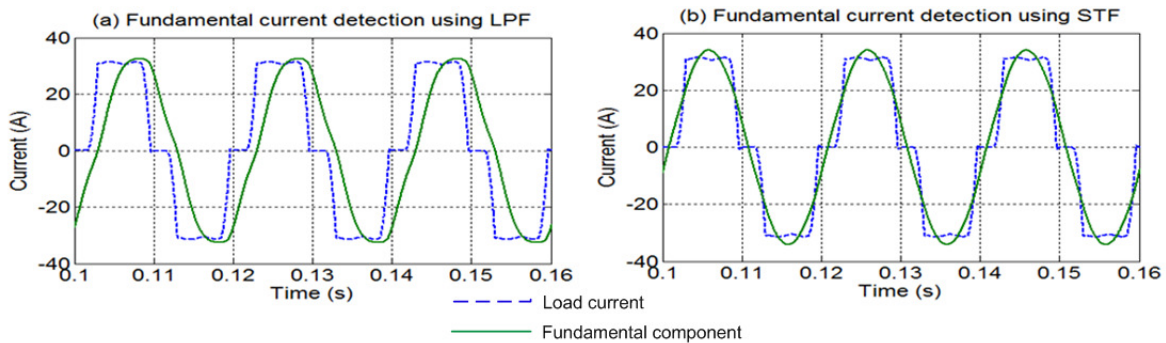 (a) Fundamental current detection using LPF
40
20
0
-20
-40
Current (A)
0.1 0.11 0.12 0.13 0.14 0.15 0.16
Time (s)
(b) Fundamental current detection using STF
40
20
0
-20
-40
Current (A)
0.1 0.11 0.12 0.13 0.14 0.15 0.16
Time (s)
Load current
Fundamental component